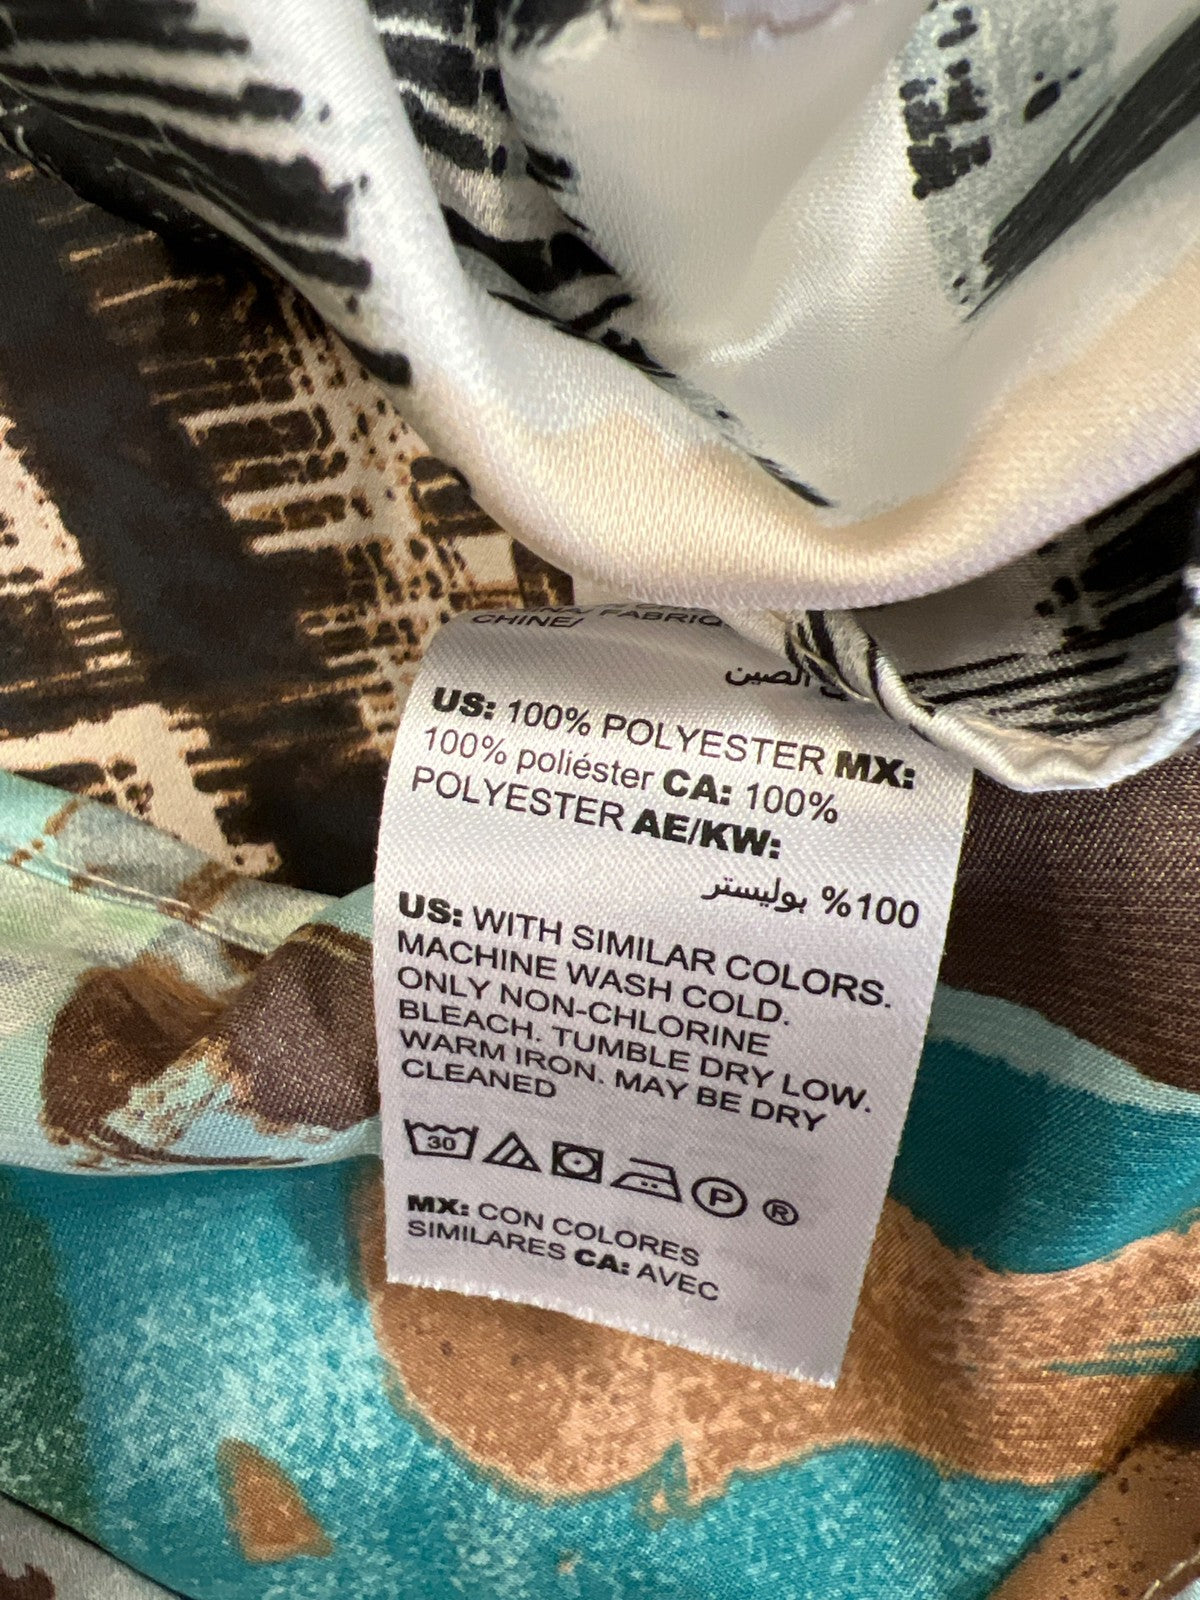 CHINE/ FABRIQ
الصين
US: 100% POLYESTER MX:
100% poliéster CA: 100%
POLYESTER AE/KW:
100% بوليستر
US: WITH SIMILAR COLORS.
MACHINE WASH COLD.
ONLY NON-CHLORINE
BLEACH. TUMBLE DRY LOW.
WARM IRON. MAY BE DRY
CLEANED
30 P ®
MX: CON COLORES
SIMILARES CA: AVEC